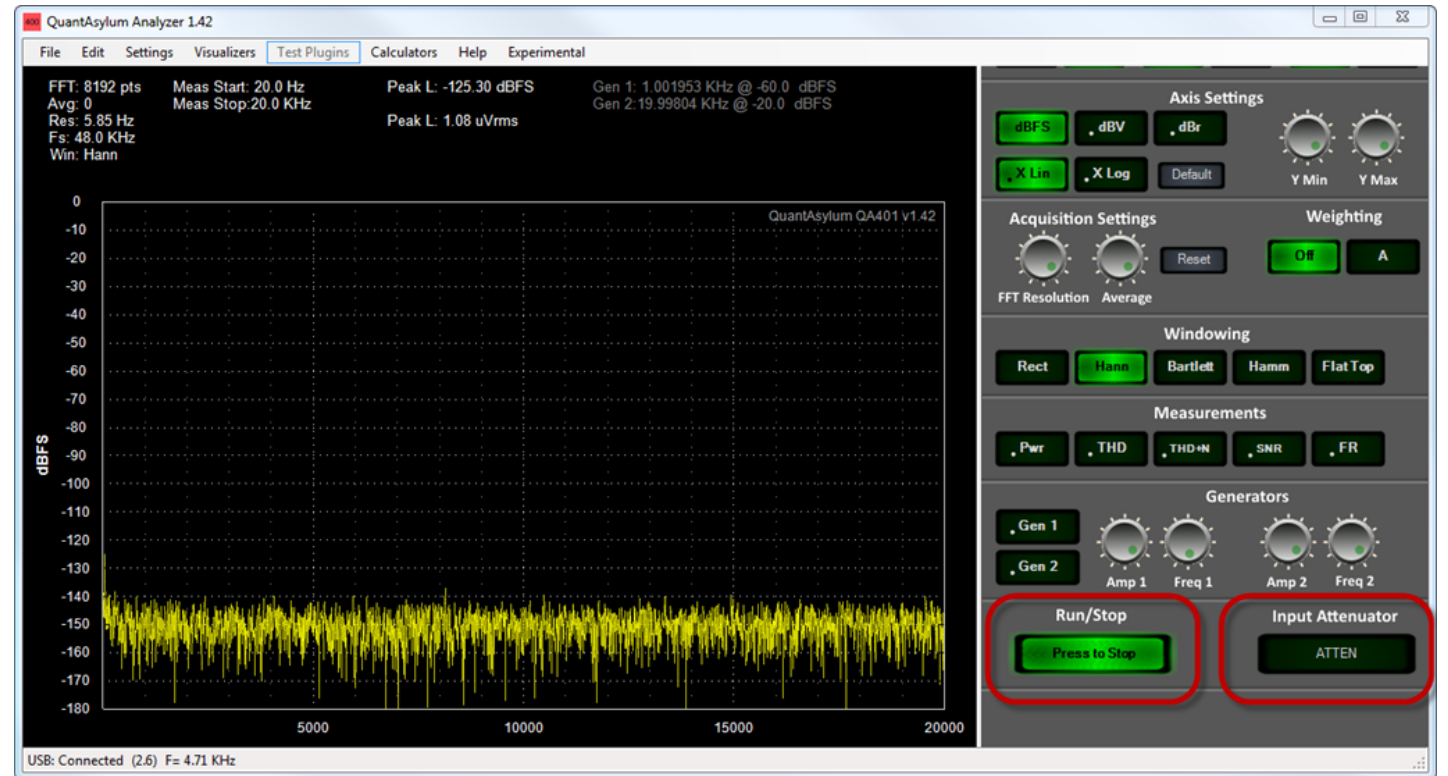 400 QuantAsylum Analyzer 1.42
File Edit Settings Visualizers Test Plugins Calculators Help Experimental
FFT: 8192 pts Meas Start: 20.0 Hz Peak L: -125.30 dBFS Gen 1: 1.001953 KHz @ -60.0 dBFS
Avg: 0 Meas Stop:20.0 KHz Gen 2:19.99804 KHz @ -20.0 dBFS
Res: 5.85 Hz Peak L: 1.08 uVrms
Fs: 48.0 KHz
Win: Hann
QuantAsylum QA401 v1.42
0
-10
-20
-30
-40
-50
-60
-70
-80
-90
-100
-110
-120
-130
-140
-150
-160
-170
-180
dBFS
5000 10000 15000 20000
Axis Settings
dBFS dBV dBr
X Lin X Log Default
Y Min Y Max
Acquisition Settings Weighting
Reset Off A
FFT Resolution Average
Windowing
Rect Hann Bartlett Hamm Flat Top
Measurements
Pwr THD THD+N SNR FR
Generators
Gen 1
Gen 2
Amp 1 Freq 1 Amp 2 Freq 2
Run/Stop Input Attenuator
Press to Stop ATTEN
USB: Connected (2.6) F= 4.71 KHz